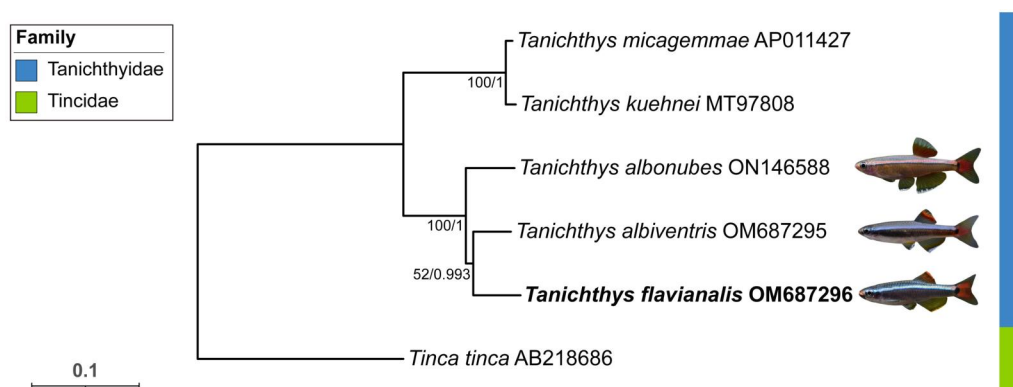 Family
Tanichthyidae
Tincidae
Tanichthys micagemmae AP011427
100/1
Tanichthys kuehnei MT97808
Tanichthys albonubes ON146588
100/1
Tanichthys albiventris OM687295
52/0.993
Tanichthys flavianalis OM687296
Tinca tinca AB218686
0.1